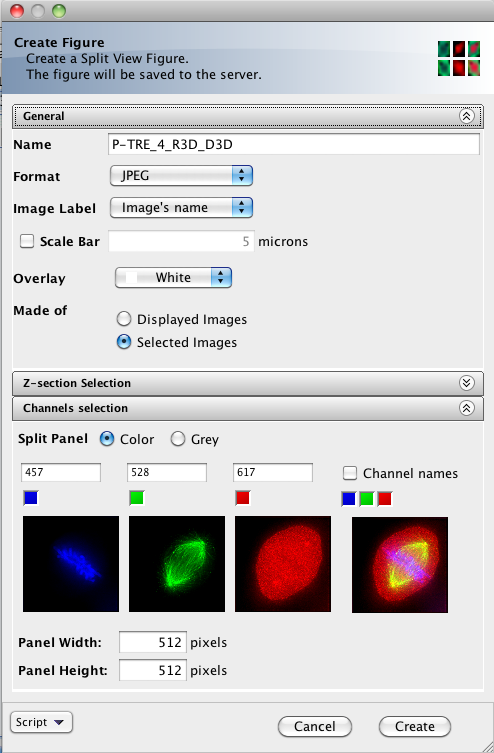 Create Figure
Create a Split View Figure.
The figure will be saved to the server.
General
Name P-TRE_4_R3D_D3D
Format JPEG
Image Label Image's name
Scale Bar 5 microns
Overlay White
Made of Displayed Images
Selected Images
Z-section Selection
Channels selection
Split Panel Color Grey
457 528 617 Channel names
Panel Width: 512 pixels
Panel Height: 512 pixels
Script Cancel Create